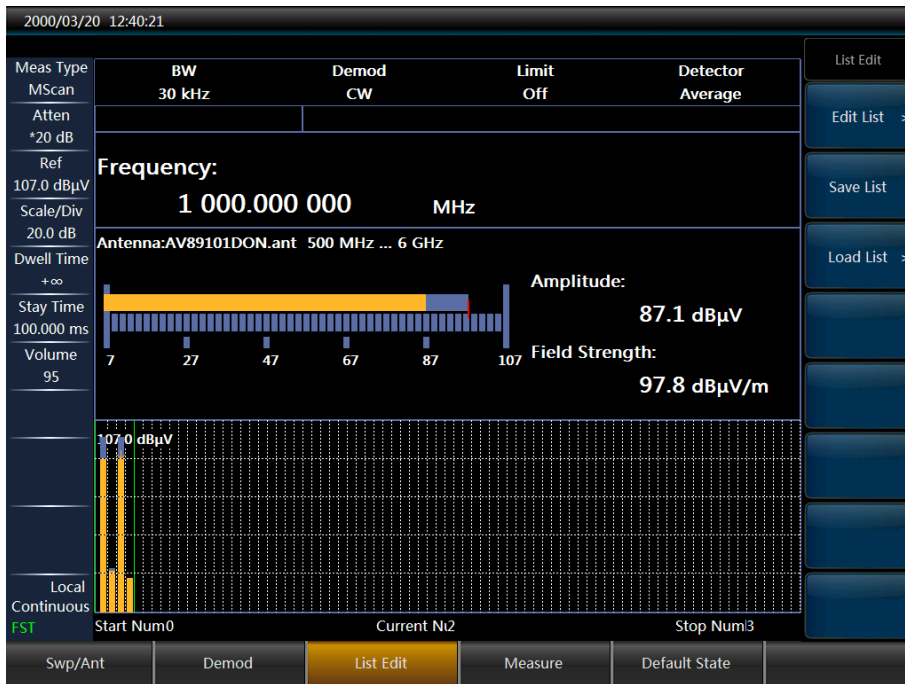 2000/03/20 12:40:21
List Edit
Meas Type
MScan
BW
30 kHz
Demod
CW
Limit
Off
Detector
Average
Atten
*20 dB
Ref
107.0 dBµV
Scale/Div
20.0 dB
Dwell Time
+∞
Stay Time
100.000 ms
Volume
95
Frequency:
1 000.000 000 MHz
Antenna:AV89101DON.ant 500 MHz ... 6 GHz
Amplitude:
87.1 dBµV
7 27 47 67 87 107
Field Strength:
97.8 dBµV/m
107.0 dBµV
Local
Continuous
FST
Start Num0 Current Nu2 Stop Num3
Edit List >
Save List
Load List >
Swp/Ant Demod List Edit Measure Default State